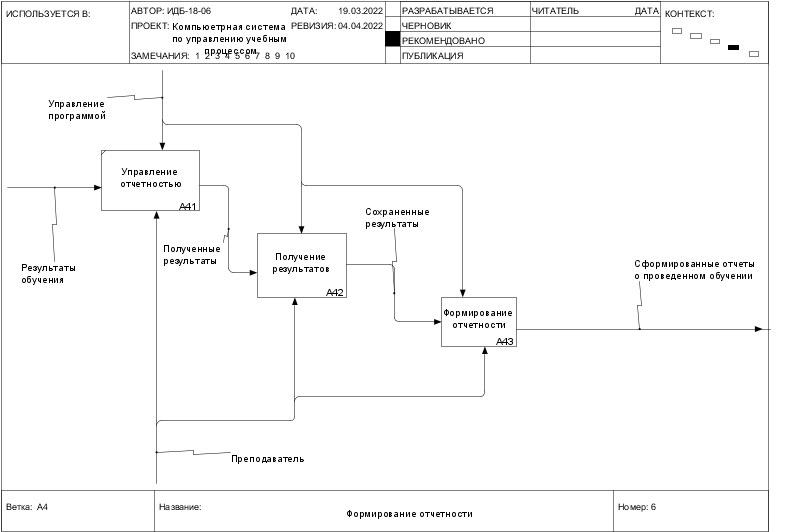 ИСПОЛЬЗУЕТСЯ В:
АВТОР: ИДБ-18-06
ДАТА: 19.03.2022
ПРОЕКТ: Компьюетрная система
по управлению учебным
процессом
РЕВИЗИЯ: 04.04.2022
ЗАМЕЧАНИЯ: 1 2 3 4 5 6 7 8 9 10
РАЗРАБАТЫВАЕТСЯ
ЧЕРНОВИК
РЕКОМЕНДОВАНО
ПУБЛИКАЦИЯ
ЧИТАТЕЛЬ
ДАТА
КОНТЕКСТ:
Управление
программой
Управление
отчетностью
A41
Результаты
обучения
Полученные
результаты
Получение
результатов
A42
Сохраненные
результаты
Формирование
отчетности
A43
Сформированные отчеты
о проведенном обучении
Преподаватель
Ветка: A4
Название:
Формирование отчетности
Номер: 6